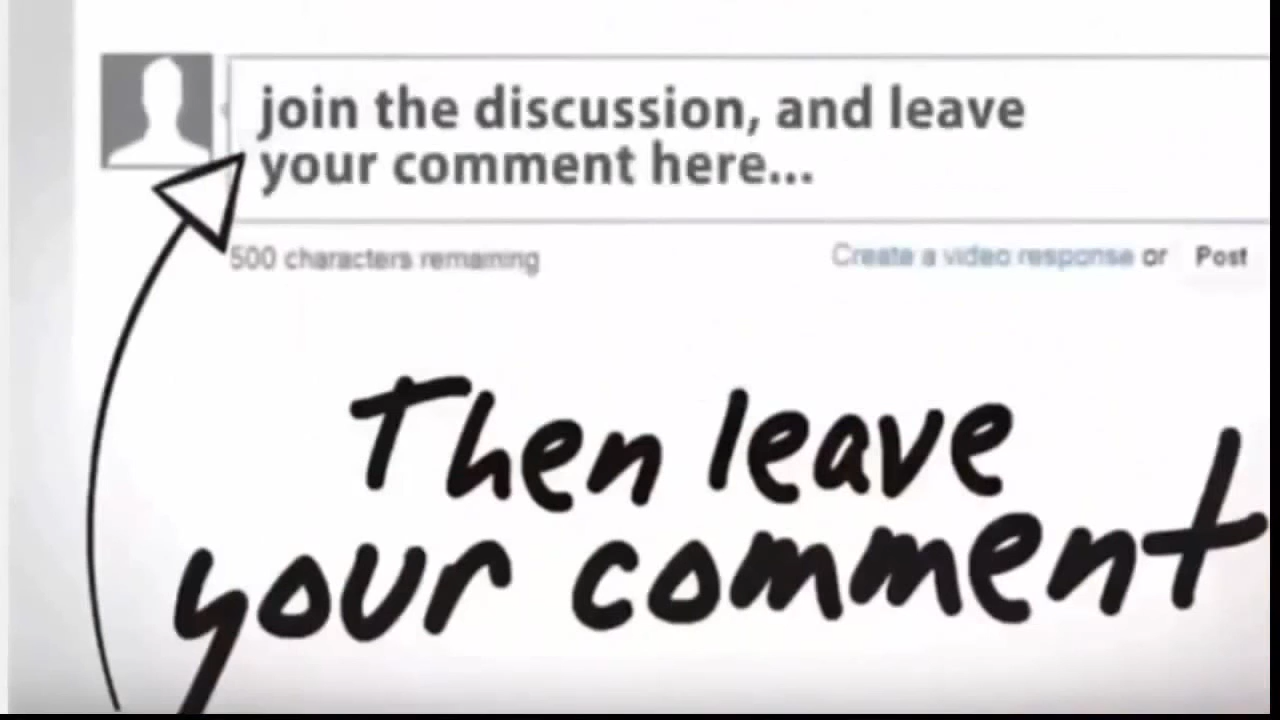 join the discussion, and leave
your comment here...
500 characters remaining
Create a video response or Post
Then leave
your comment